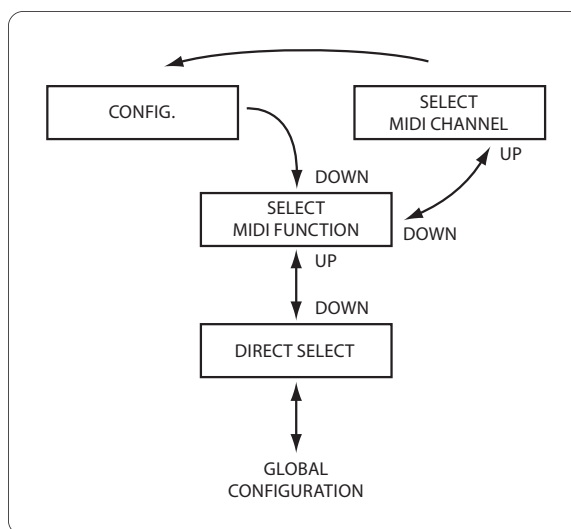 CONFIG.
SELECT
MIDI CHANNEL
UP
DOWN
SELECT
MIDI FUNCTION
DOWN
UP
DOWN
DIRECT SELECT
GLOBAL
CONFIGURATION